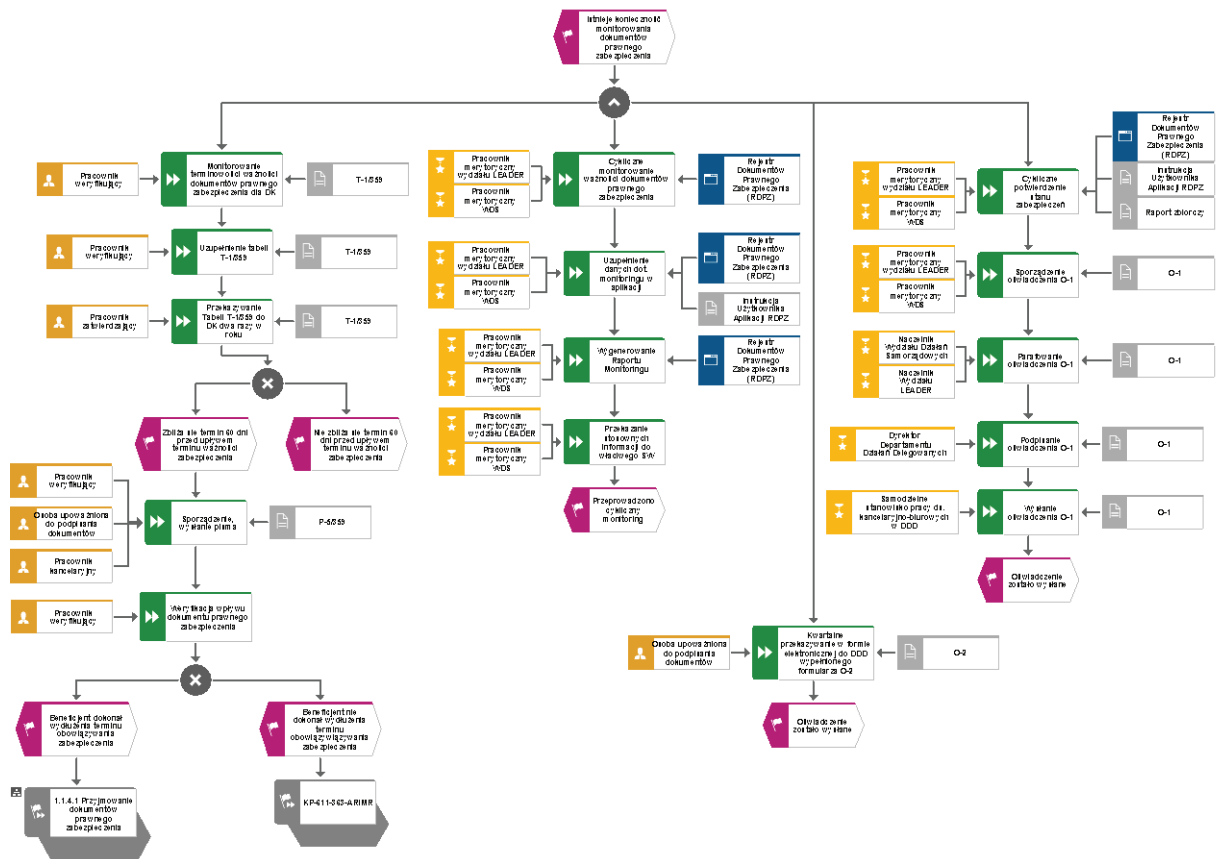 Istnieje konieczność
monitorowania
dokumentów
prawnego
zabezpieczenia
Pracownik
weryfikujący
Monitorowanie
terminowości ważności
dokumentów prawnego
zabezpieczenia dla DK
T-1/359
Pracownik
weryfikujący
Uzupełnienie tabeli
T-1/359
T-1/359
Pracownik
zatwierdzający
Przekazywanie
Tabeli T-1/359 do
DK dwa razy w
roku
T-1/359
Zbliża się termin 60 dni
przed upływem
terminu ważności
zabezpieczenia
Nie zbliża się termin 60
dni przed upływem
terminu ważności
zabezpieczenia
Pracownik
weryfikujący
Osoba upoważniona
do podpisania
dokumentów
Pracownik
kancelaryjny
Sporządzenie,
wysłanie pisma
P-5/359
Pracownik
weryfikujący
Weryfikacja wpływu
dokumentu prawnego
zabezpieczenia
Beneficjent dokonał
wydłużenia terminu
obowiązywania
zabezpieczenia
Beneficjent nie
dokonał wydłużenia
terminu
obowiązywania
zabezpieczenia
1.1.4.1 Przyjmowanie
dokumentów
prawnego
zabezpieczenia
KP-611-363-ARiMR
Pracownik
merytoryczny
wydziału LEADER
Pracownik
merytoryczny WDS
Cykliczne
monitorowanie
ważności dokumentów
prawnego
zabezpieczenia
Rejestr
Dokumentów
Prawnego
Zabezpieczenia
(RDPZ)
Pracownik
merytoryczny
wydziału LEADER
Pracownik
merytoryczny
WDS
Uzupełnienie
danych dot.
monitoringu w
aplikacji
Rejestr
Dokumentów
Prawnego
Zabezpieczenia
(RDPZ)
Instrukcja
Użytkownika
Aplikacji RDPZ
Pracownik
merytoryczny
wydziału LEADER
Pracownik
merytoryczny
WDS
Wygenerowanie
Raportu
Monitoringu
Rejestr
Dokumentów
Prawnego
Zabezpieczenia
(RDPZ)
Pracownik
merytoryczny
wydziału LEADER
Pracownik
merytoryczny
WDS
Przekazanie
stosownych
informacji do
właściwego SW
Przeprowadzono
cykliczny
monitoring
Osoba upoważniona
do podpisania
dokumentów
Kwartalne
przekazywanie w formie
elektronicznej do DDD
wypełnionego
formularza O-2
O-2
Oświadczenie
zostało wysłane
Pracownik
merytoryczny
wydziału LEADER
Pracownik
merytoryczny
WDS
Cykliczne
potwierdzenie
stanu
zabezpieczeń
Rejestr
Dokumentów
Prawnego
Zabezpieczenia
(RDPZ)
Instrukcja
Użytkownika
Aplikacji RDPZ
Raport zbiorczy
Pracownik
merytoryczny
wydziału LEADER
Pracownik
merytoryczny
WDS
Sporządzenie
oświadczenia O-1
O-1
Naczelnik
Wydziału Działań
Samorządowych
Naczelnik
Wydziału
LEADER
Parafowanie
oświadczenia O-1
O-1
Dyrektor
Departamentu
Działań Delegowanych
Podpisanie
oświadczenia O-1
O-1
Samodzielne
stanowisko pracy ds.
kancelaryjno-biurowych
w DDD
Wysłanie
oświadczenia O-1
O-1
Oświadczenie
zostało wysłane